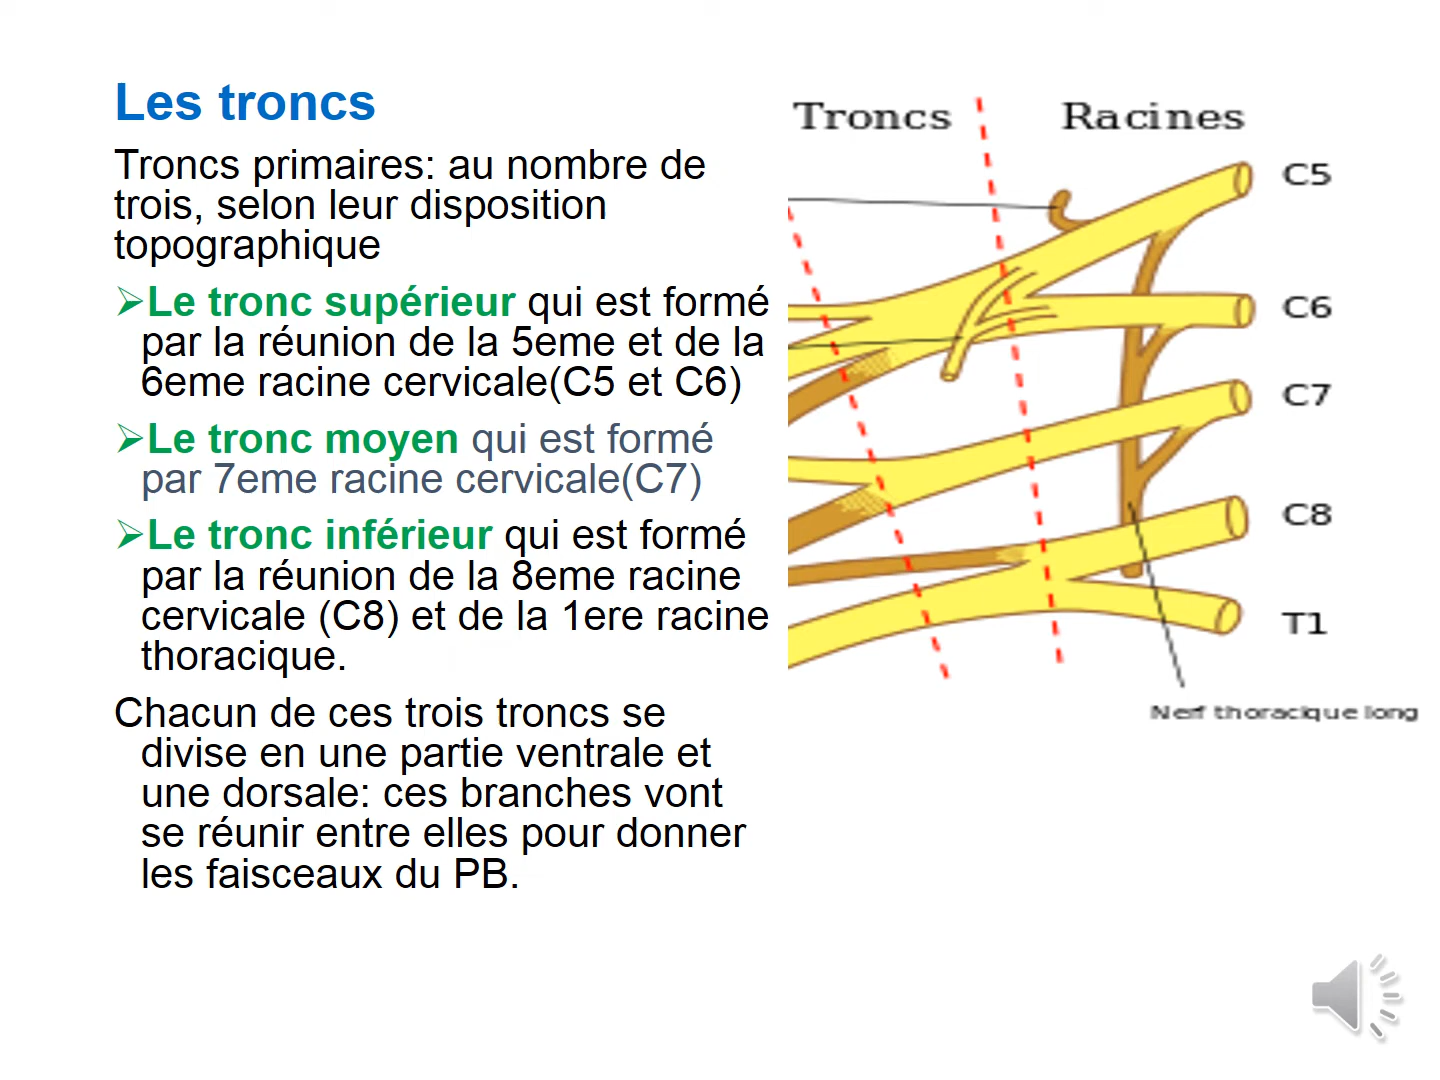 Les troncs
Troncs primaires: au nombre de
trois, selon leur disposition
topographique
➢Le tronc supérieur qui est formé
par la réunion de la 5eme et de la
6eme racine cervicale(C5 et C6)
➢Le tronc moyen qui est formé
par 7eme racine cervicale(C7)
➢Le tronc inférieur qui est formé
par la réunion de la 8eme racine
cervicale (C8) et de la 1ere racine
thoracique.
Chacun de ces trois troncs se
divise en une partie ventrale et
une dorsale: ces branches vont
se réunir entre elles pour donner
les faisceaux du PB.
Troncs
Racines
C5
C6
C7
C8
T1
Nerf thoracique long